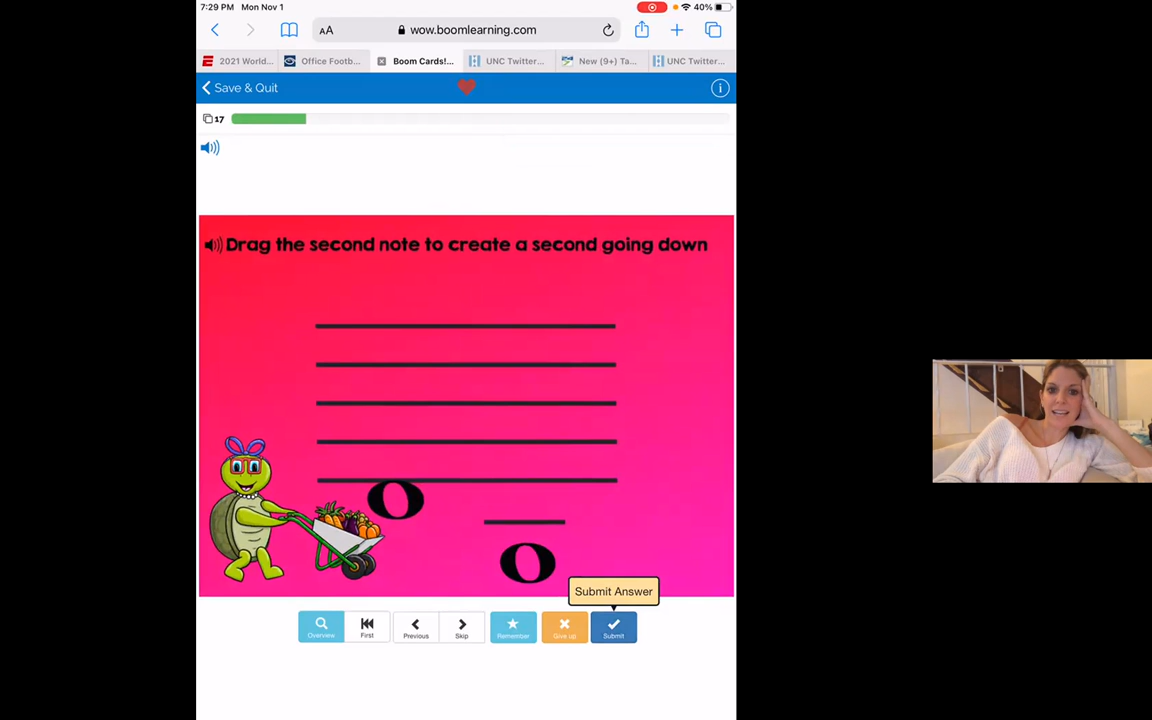 7:29 PM Mon Nov 1
40%
AA
wow.boomlearning.com
2021 World...
Office Footb...
Boom Cards!...
UNC Twitter...
New (9+) Ta...
UNC Twitter...
Save & Quit
17
Drag the second note to create a second going down
Submit Answer
Overview
First
Previous
Skip
Remember
Give up
Submit